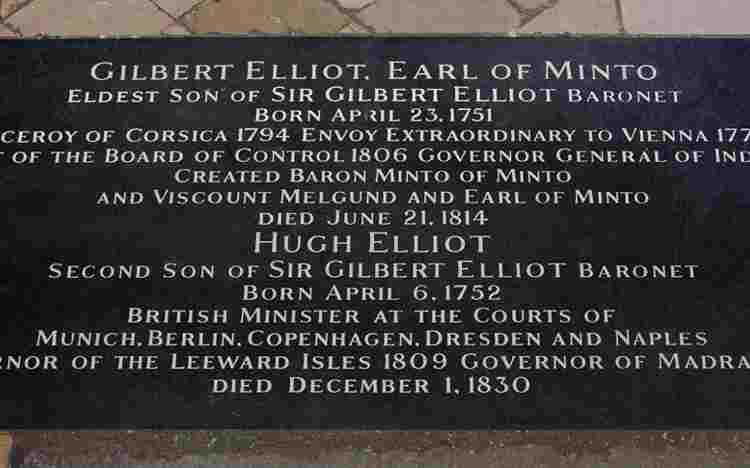 GILBERT ELLIOT, EARL OF MINTO
ELDEST SON OF SIR GILBERT ELLIOT BARONET
BORN APRIL 23, 1751
CEROY OF CORSICA 1794 ENVOY EXTRAORDINARY TO VIENNA 177
T OF THE BOARD OF CONTROL 1806 GOVERNOR GENERAL OF IND
CREATED BARON MINTO OF MINTO
AND VISCOUNT MELGUND AND EARL OF MINTO
DIED JUNE 21, 1814
HUGH ELLIOT
SECOND SON OF SIR GILBERT ELLIOT BARONET
BORN APRIL 6, 1752
BRITISH MINISTER AT THE COURTS OF
MUNICH, BERLIN, COPENHAGEN, DRESDEN AND NAPLES
RNOR OF THE LEEWARD ISLES 1809 GOVERNOR OF MADRA
DIED DECEMBER 1, 1830